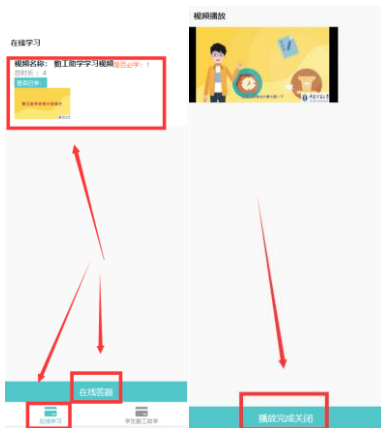 在线学习
视频名称： 勤工助学学习视频是否必学：1
总时长：4
是否已学：
在线答题
在线学习
学生勤工助学
视频播放
播放完成关闭